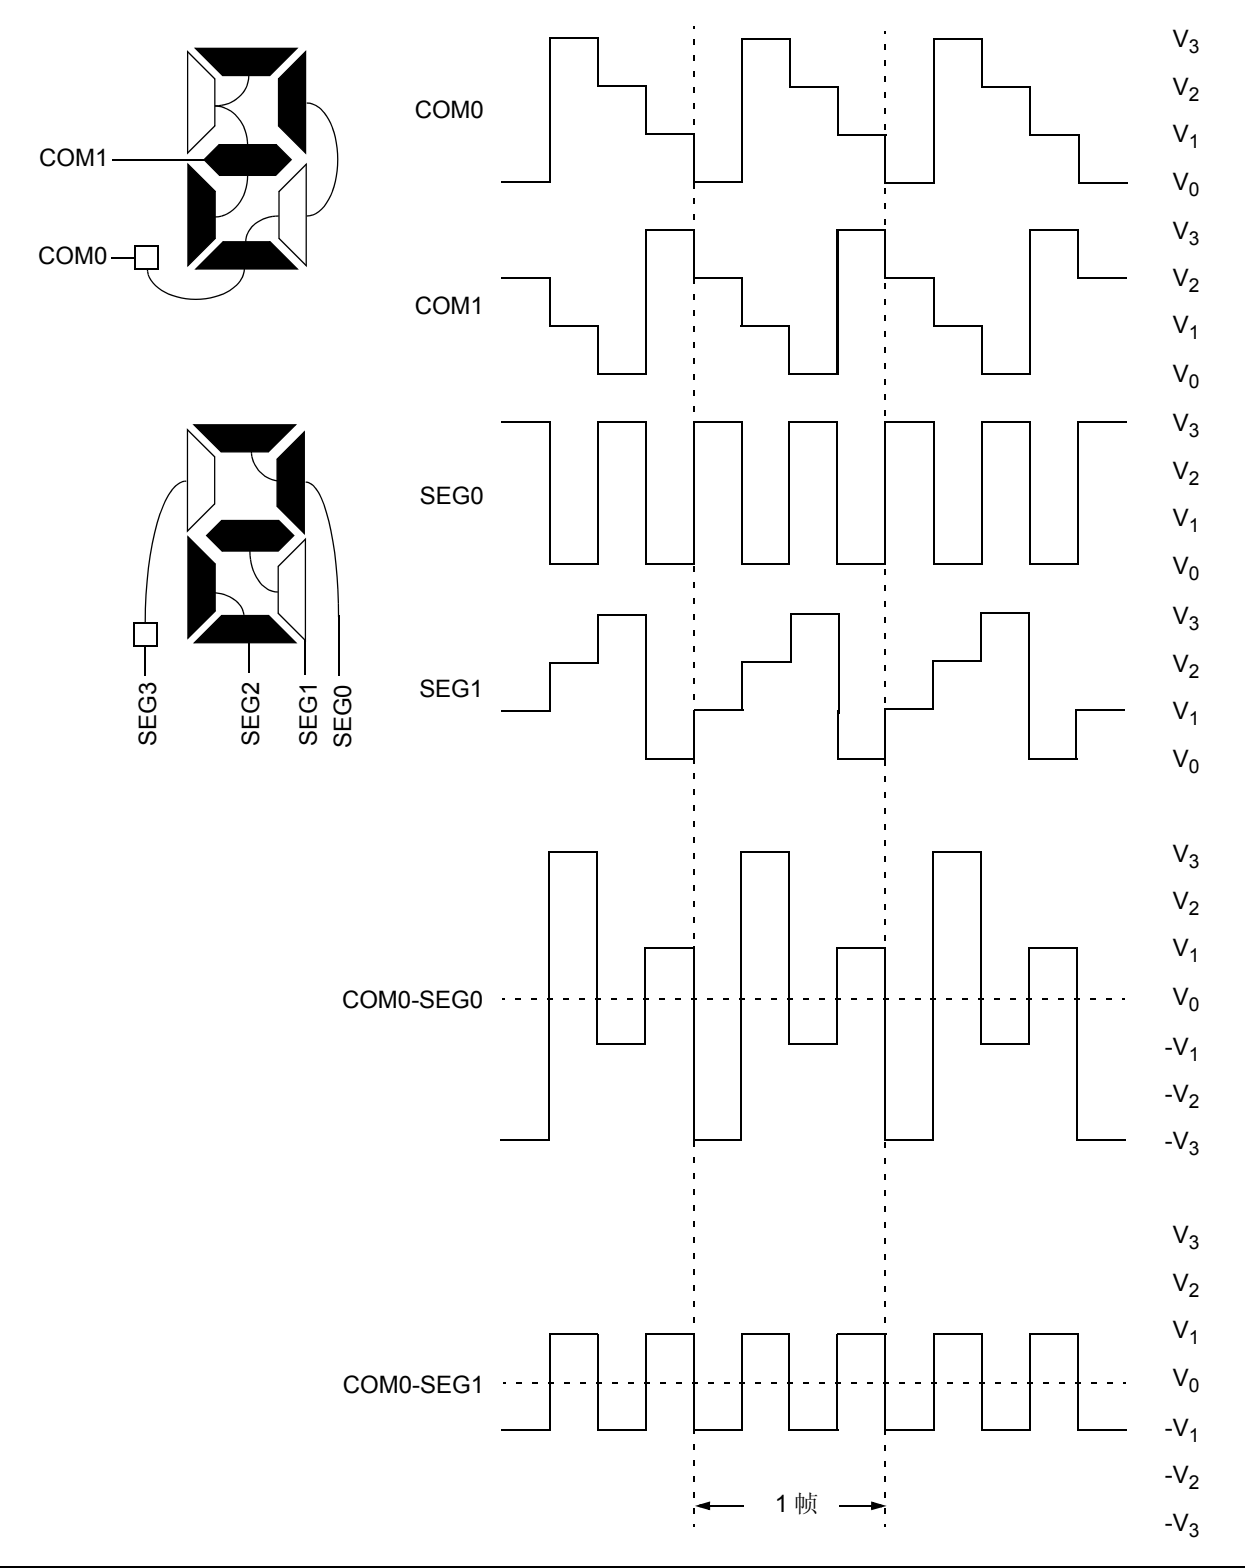 COM1
COM0
SEG3
SEG2
SEG1
SEG0
COM0
V3
V2
V1
V0
COM1
V3
V2
V1
V0
SEG0
V3
V2
V1
V0
SEG1
V3
V2
V1
V0
COM0-SEG0
V3
V2
V1
V0
-V1
-V2
-V3
COM0-SEG1
V3
V2
V1
V0
-V1
-V2
-V3
1 帧